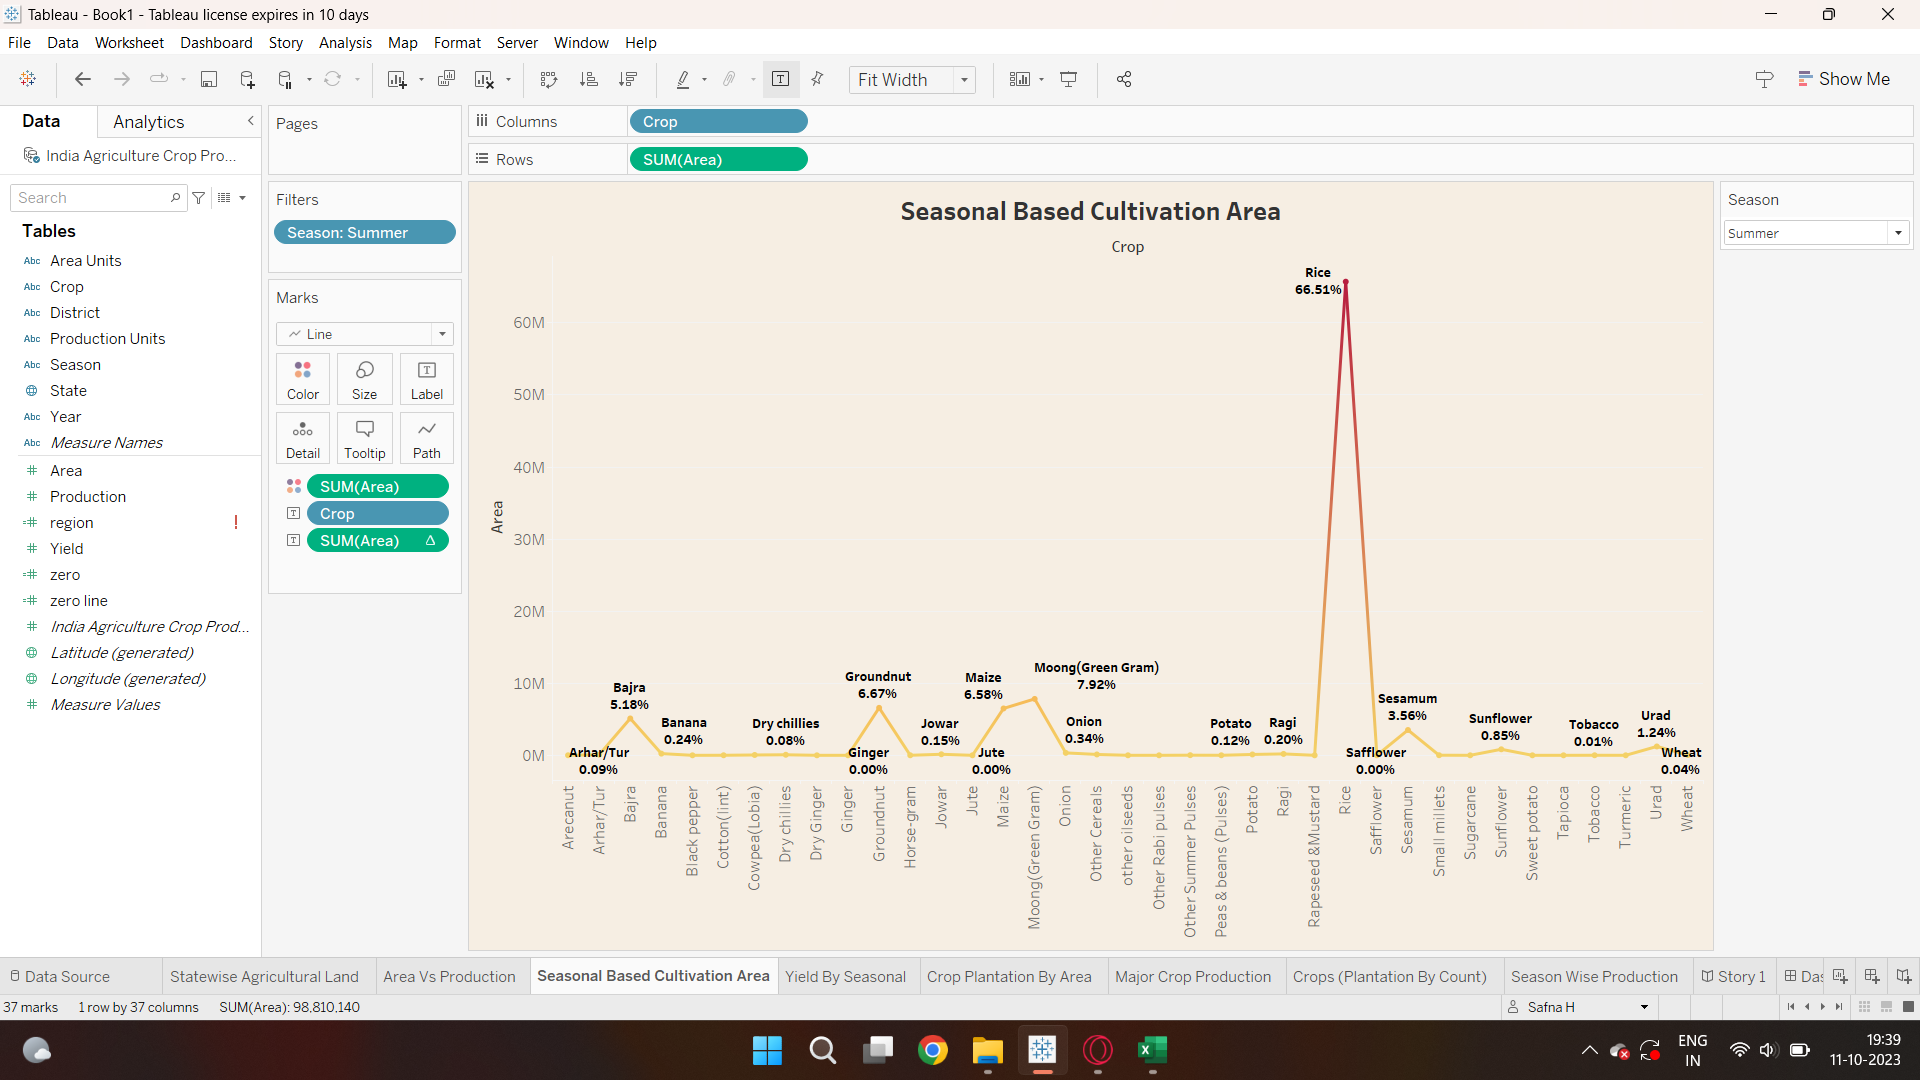 Tableau - Book1 - Tableau license expires in 10 days
File Data Worksheet Dashboard Story Analysis Map Format Server Window Help
Fit Width
Show Me
Data Analytics
India Agriculture Crop Pro...
Search
Tables
Abc Area Units
Abc Crop
Abc District
Abc Production Units
Abc Season
State
Abc Year
Abc Measure Names
# Area
# Production
=# region !
# Yield
=# zero
=# zero line
# India Agriculture Crop Prod...
Latitude (generated)
Longitude (generated)
# Measure Values
Pages
Filters
Season: Summer
Marks
Line
Color Size Label
Detail Tooltip Path
SUM(Area)
Crop
SUM(Area) Δ
Columns Crop
Rows SUM(Area)
Seasonal Based Cultivation Area
Crop
Area
60M
50M
40M
30M
20M
10M
0M
Arhar/Tur
0.09%
Bajra
5.18%
Banana
0.24%
Dry chillies
0.08%
Ginger
0.00%
Groundnut
6.67%
Jowar
0.15%
Jute
0.00%
Maize
6.58%
Moong(Green Gram)
7.92%
Onion
0.34%
Potato
0.12%
Ragi
0.20%
Rice
66.51%
Safflower
0.00%
Sesamum
3.56%
Sunflower
0.85%
Tobacco
0.01%
Urad
1.24%
Wheat
0.04%
Arecanut
Arhar/Tur
Bajra
Banana
Black pepper
Cotton(lint)
Cowpea(Lobia)
Dry chillies
Dry Ginger
Ginger
Groundnut
Horse-gram
Jowar
Jute
Maize
Moong(Green Gram)
Onion
Other Cereals
other oilseeds
Other Rabi pulses
Other Summer Pulses
Peas & beans (Pulses)
Potato
Ragi
Rapeseed &Mustard
Rice
Safflower
Sesamum
Small millets
Sugarcane
Sunflower
Sweet potato
Tapioca
Tobacco
Turmeric
Urad
Wheat
Season
Summer
Data Source Statewise Agricultural Land Area Vs Production Seasonal Based Cultivation Area Yield By Seasonal Crop Plantation By Area Major Crop Production Crops (Plantation By Count) Season Wise Production Story 1 Das
37 marks 1 row by 37 columns SUM(Area): 98,810,140
Safna H
ENG
IN
19:39
11-10-2023